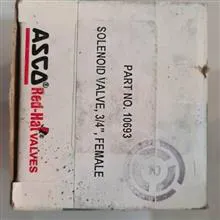 ASCO
Red-Hat
VALVES
PART NO. 10693
SOLENOID VALVE, 3/4", FEMALE